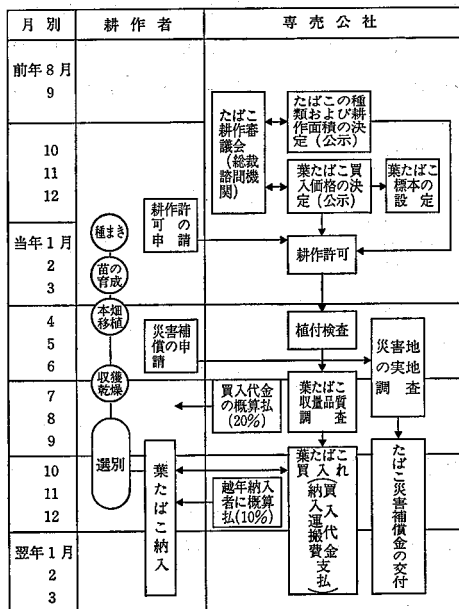 月別
耕作者
専売公社
前年8月
9
10
11
12
当年1月
2
3
4
5
6
7
8
9
10
11
12
翌年1月
2
3
種まき
苗の
育成
本畑
移植
収獲
乾燥
選別
耕作許
可の
申請
災害補
償の申
請
葉たばこ納入
たばこ
耕作審
議会
(総裁
諮問機
関)
たばこの種
類および耕
作面積の決
定(公示)
葉たばこ買
入価格の決
定(公示)
葉たばこ
標本の
設定
耕作許可
植付検査
災害地
の実地
調査
買入代金
の概算払
(20%)
葉たばこ
収量品質
調査
越年納入
者に概算
払(10%)
葉たばこ
買入れ
(買入代金支払)
(納入運搬費)
たばこ災害補償金の交付